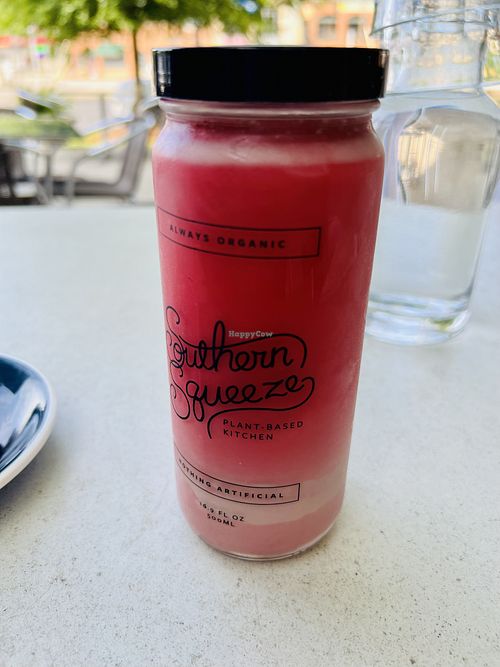 ALWAYS ORGANIC
HappyCow
Southern
Squeeze
PLANT-BASED
KITCHEN
NOTHING ARTIFICIAL
16.9 FL OZ
500ML